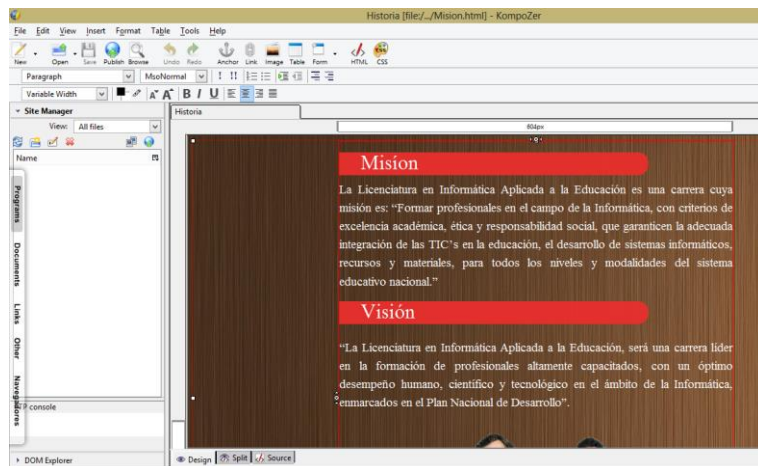 Historia [file:/.../Mision.html] - KompoZer
File Edit View Insert Format Table Tools Help
New Open Save Publish Browse Undo Redo Anchor Link Image Table Form HTML CSS
Paragraph MsoNormal
Variable Width A A B I U
Site Manager
View: All files
Name
Historia
604px
Programs
Documents
Links
Other
Navegadores
Misíon
La Licenciatura en Informática Aplicada a la Educación es una carrera cuya
misión es: “Formar profesionales en el campo de la Informática, con criterios de
excelencia académica, ética y responsabilidad social, que garanticen la adecuada
integración de las TIC’s en la educación, el desarrollo de sistemas informáticos,
recursos y materiales, para todos los niveles y modalidades del sistema
educativo nacional.”
Visión
“La Licenciatura en Informática Aplicada a la Educación, será una carrera líder
en la formación de profesionales altamente capacitados, con un óptimo
desempeño humano, científico y tecnológico en el ámbito de la Informática,
enmarcados en el Plan Nacional de Desarrollo”.
console
DOM Explorer
Design Split Source